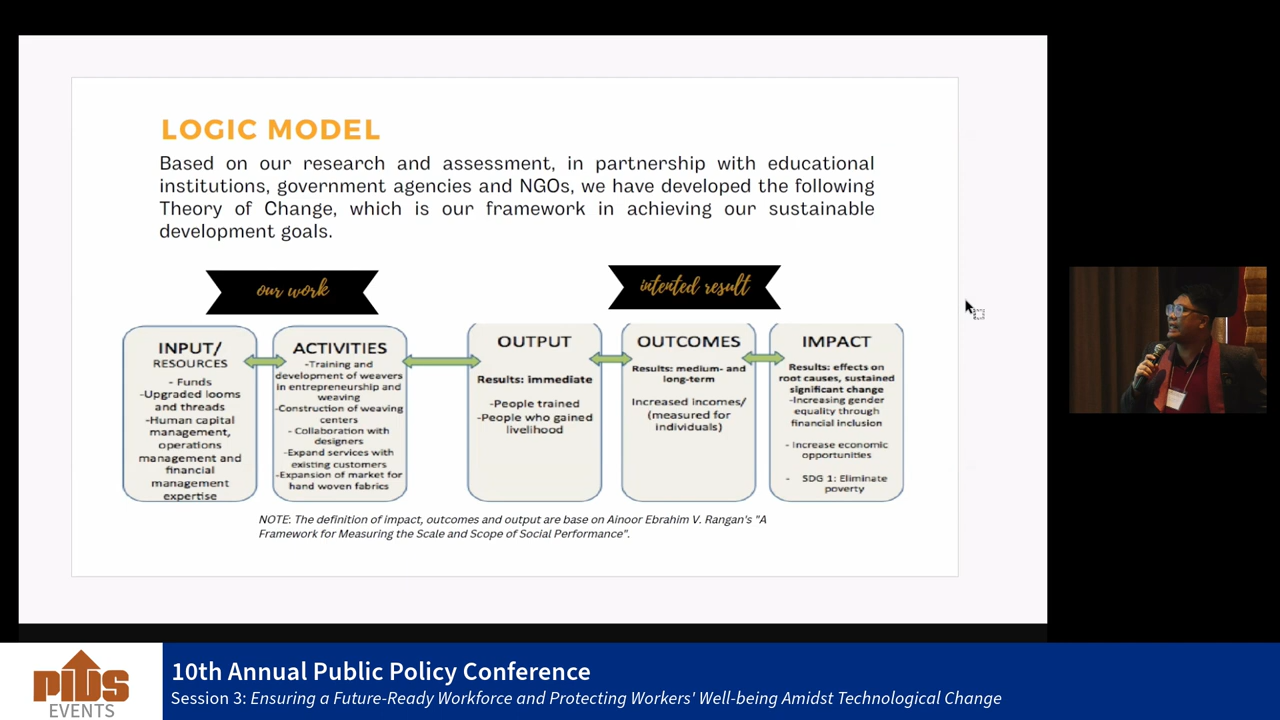 LOGIC MODEL
Based on our research and assessment, in partnership with educational
institutions, government agencies and NGOs, we have developed the following
Theory of Change, which is our framework in achieving our sustainable
development goals.
our work
intented result
INPUT/
RESOURCES
- Funds
-Upgraded looms
and threads
-Human capital
management,
operations
management and
financial
management
expertise
ACTIVITIES
-Training and
development of weavers
in entrepreneurship and
weaving
-Construction of weaving
centers
- Collaboration with
designers
-Expand services with
existing customers
-Expansion of market for
hand woven fabrics
OUTPUT
Results: immediate
-People trained
-People who gained
livelihood
OUTCOMES
Results: medium- and
long-term
Increased incomes/
(measured for
individuals)
IMPACT
Results: effects on
root causes, sustained
significant change
-Increasing gender
equality through
financial inclusion
- Increase economic
opportunities
- SDG 1: Eliminate
poverty
NOTE: The definition of impact, outcomes and output are base on Ainoor Ebrahim V. Rangan's "A
Framework for Measuring the Scale and Scope of Social Performance".
PIDS
EVENTS
10th Annual Public Policy Conference
Session 3: Ensuring a Future-Ready Workforce and Protecting Workers' Well-being Amidst Technological Change